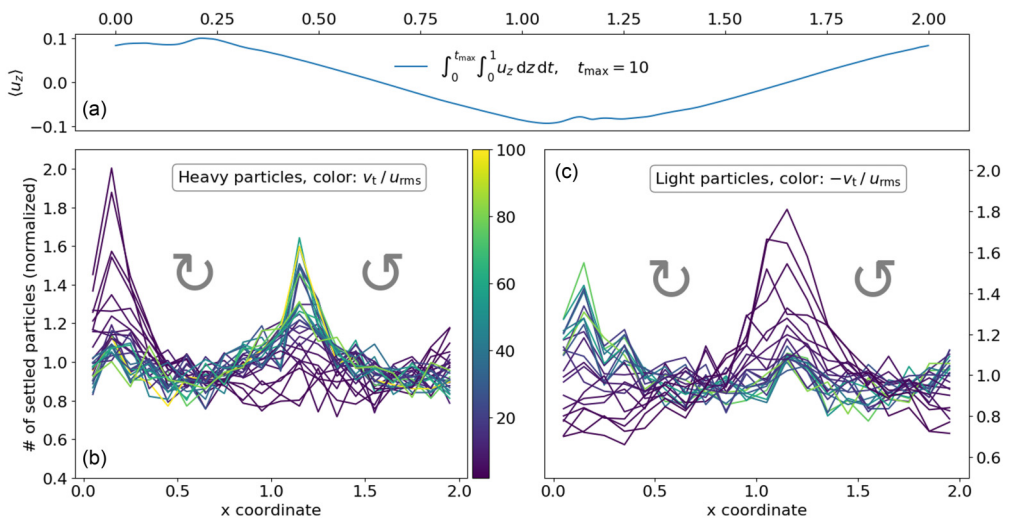 0.00 0.25 0.45 0.65 1.00 1.15 1.35 1.75 2.00
0.1
0.0
−0.1
⟨u_z⟩
∫_0^{t_max} ∫_0^1 u_z dz dt, t_max = 10
(a)
Heavy particles, color: v_t / u_rms
2.0
1.8
1.6
1.4
1.2
1.0
0.8
0.6
0.4
# of settled particles (normalized)
(b)
0.0 0.5 1.0 1.5 2.0
x coordinate
100
80
60
40
20
(c)
Light particles, color: −v_t / u_rms
2.0
1.8
1.6
1.4
1.2
1.0
0.8
0.6
0.0 0.5 1.0 1.5 2.0
x coordinate